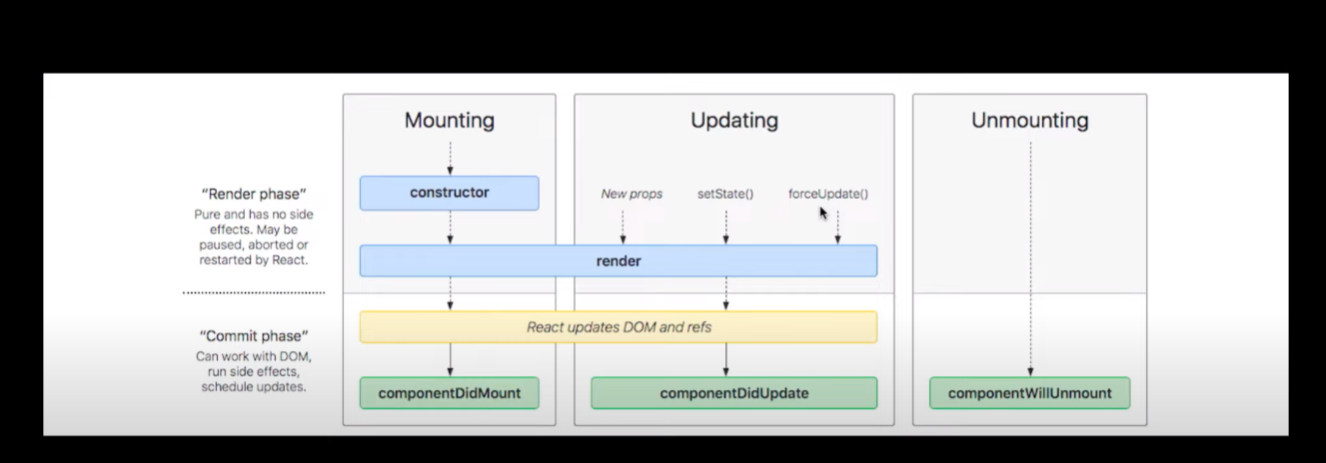 Mounting
Updating
Unmounting
“Render phase”
Pure and has no side
effects. May be
paused, aborted or
restarted by React.
constructor
New props
setState()
forceUpdate()
render
“Commit phase”
Can work with DOM,
run side effects,
schedule updates.
React updates DOM and refs
componentDidMount
componentDidUpdate
componentWillUnmount